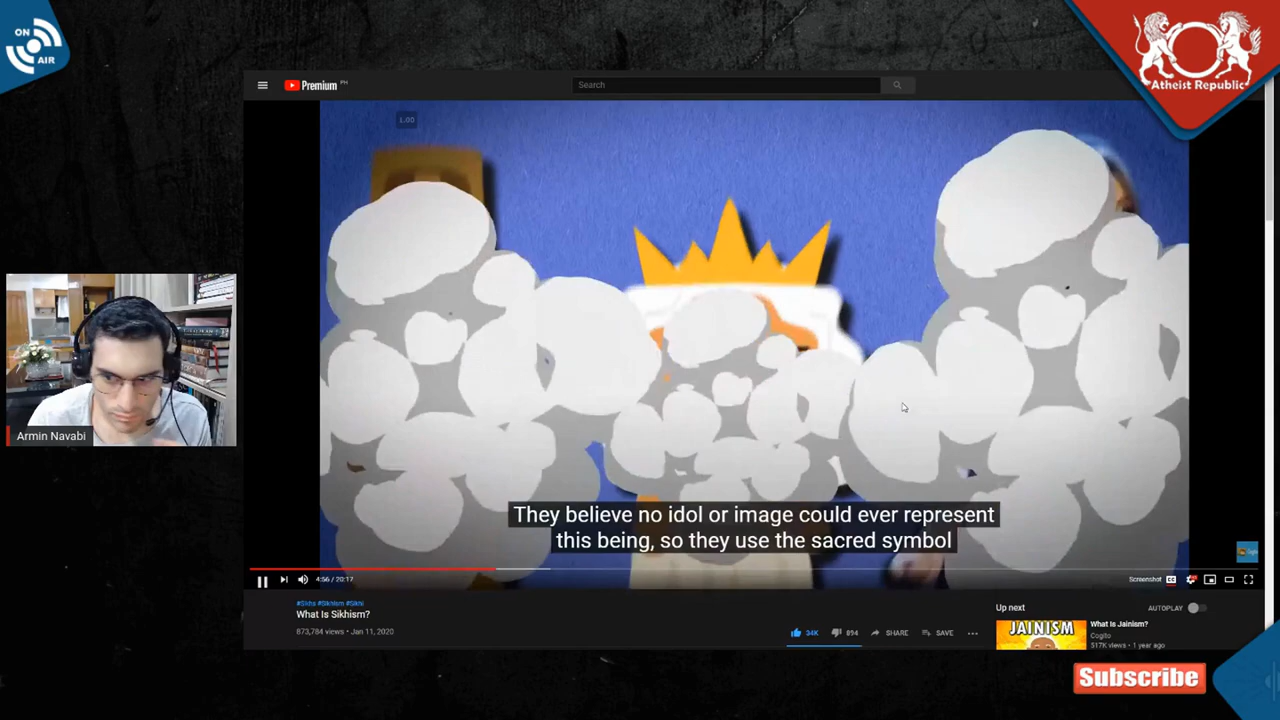 ON
AIR
Atheist Republic
Premium PH
Search
1.00
Armin Navabi
They believe no idol or image could ever represent
this being, so they use the sacred symbol
4:56 / 20:17
Screenshot
CC
#Sikhs #Sikhism #Sikhi
What Is Sikhism?
873,784 views • Jan 11, 2020
34K
894
SHARE
SAVE
Up next
AUTOPLAY
JAINISM
What Is Jainism?
Cogito
517K views • 1 year ago
Subscribe